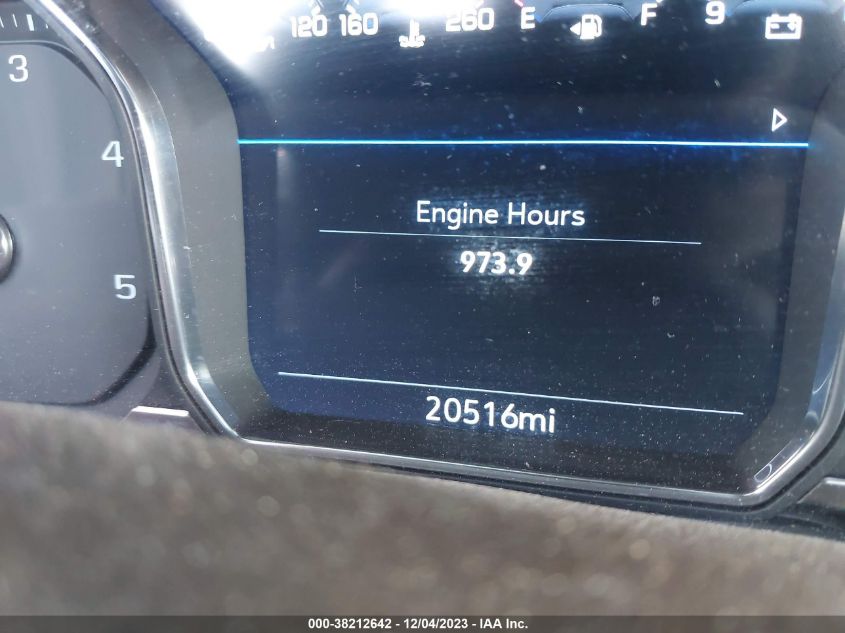 120 160 260 E F 9
3
4
Engine Hours
973.9
5
20516mi
000-38212642 - 12/04/2023 - IAA Inc.